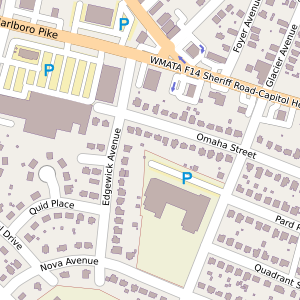 Marlboro Pike
P
P
WMATA F14 Sheriff Road-Capitol He
Foyer Avenue
Glacier Avenue
Omaha Street
Edgewick Avenue
P
Quid Place
Drive
Nova Avenue
Pard R
Quadrant S